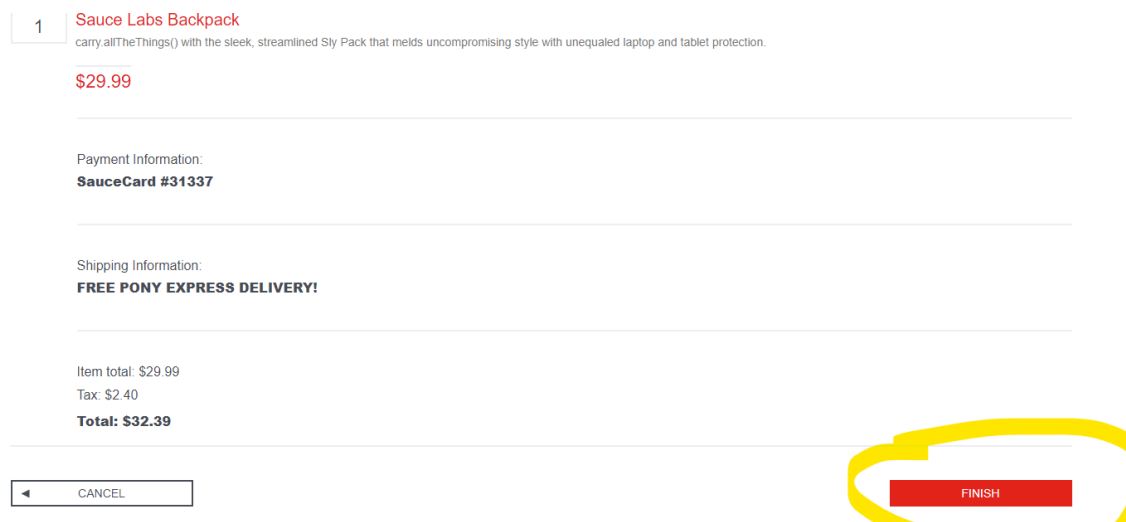 1
Sauce Labs Backpack
carry.allTheThings() with the sleek, streamlined Sly Pack that melds uncompromising style with unequaled laptop and tablet protection.
$29.99
Payment Information:
SauceCard #31337
Shipping Information:
FREE PONY EXPRESS DELIVERY!
Item total: $29.99
Tax: $2.40
Total: $32.39
CANCEL
FINISH